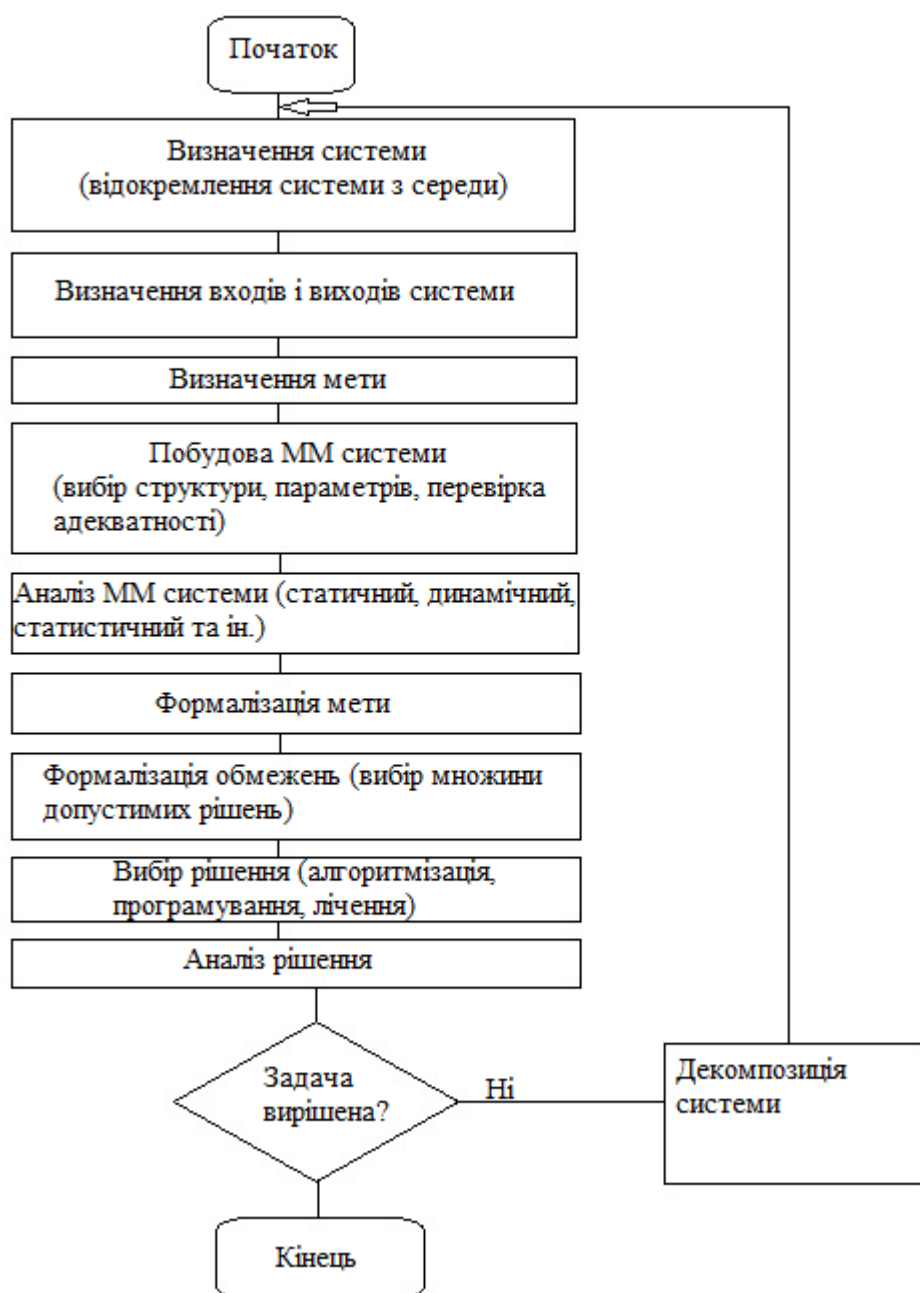 Початок
Визначення системи
(відокремлення системи з середи)
Визначення входів і виходів системи
Визначення мети
Побудова ММ системи
(вибір структури, параметрів, перевірка
адекватності)
Аналіз ММ системи (статичний, динамічний,
статистичний та ін.)
Формалізація мети
Формалізація обмежень (вибір множини
допустимих рішень)
Вибір рішення (алгоритмізація,
програмування, лічення)
Аналіз рішення
Задача
вирішена?
Ні
Декомпозиція
системи
Кінець